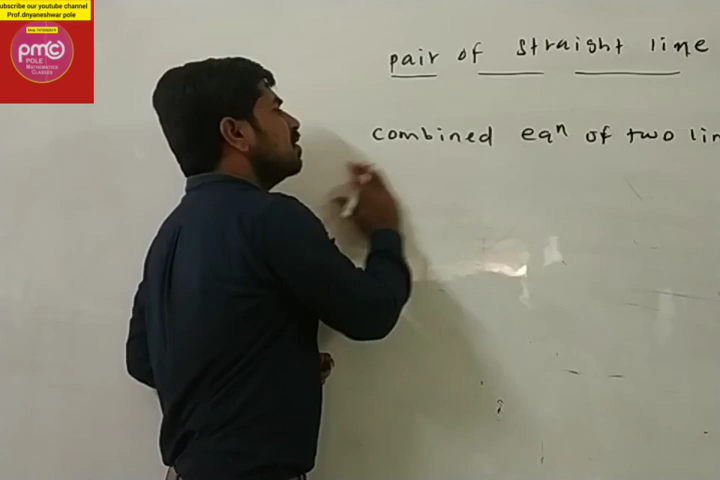 ubscribe our youtube channel
Prof.dnyaneshwar pole
pmc
POLE
MATHEMATICS
CLASSES
pair of straight line
combined eqⁿ of two lin